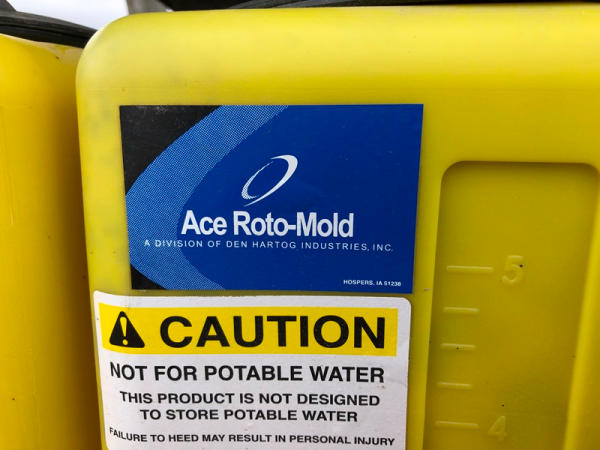 Ace Roto-Mold
A DIVISION OF DEN HARTOG INDUSTRIES, INC.
HOSPERS, IA 51238
CAUTION
NOT FOR POTABLE WATER
THIS PRODUCT IS NOT DESIGNED
TO STORE POTABLE WATER
FAILURE TO HEED MAY RESULT IN PERSONAL INJURY
5
4